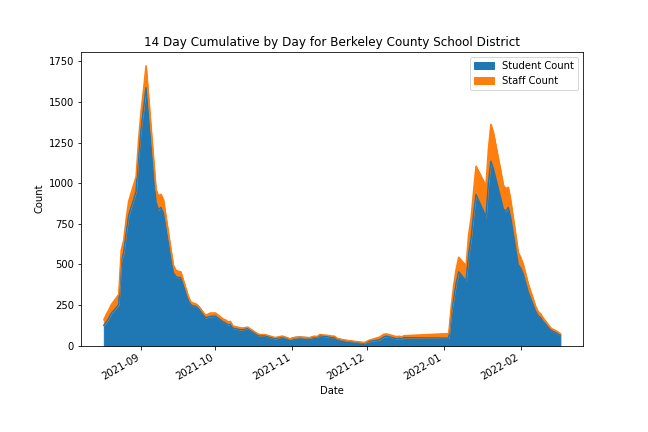 14 Day Cumulative by Day for Berkeley County School District
Student Count
Staff Count
1750
1500
1250
1000
750
500
250
0
Count
2021-09
2021-10
2021-11
2021-12
2022-01
2022-02
Date